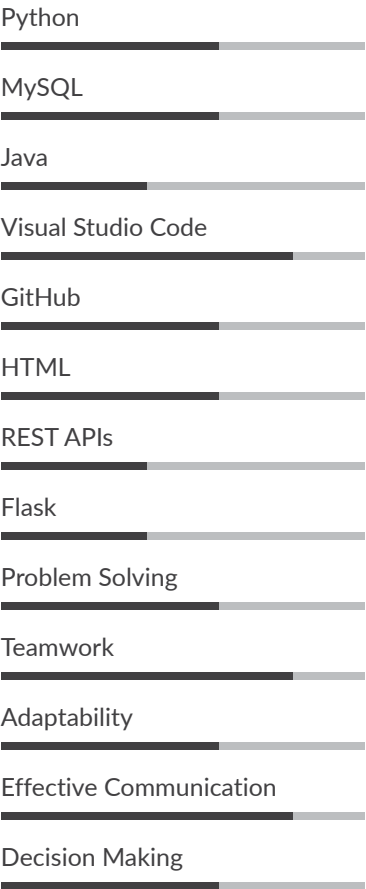 Python
MySQL
Java
Visual Studio Code
GitHub
HTML
REST APIs
Flask
Problem Solving
Teamwork
Adaptability
Effective Communication
Decision Making